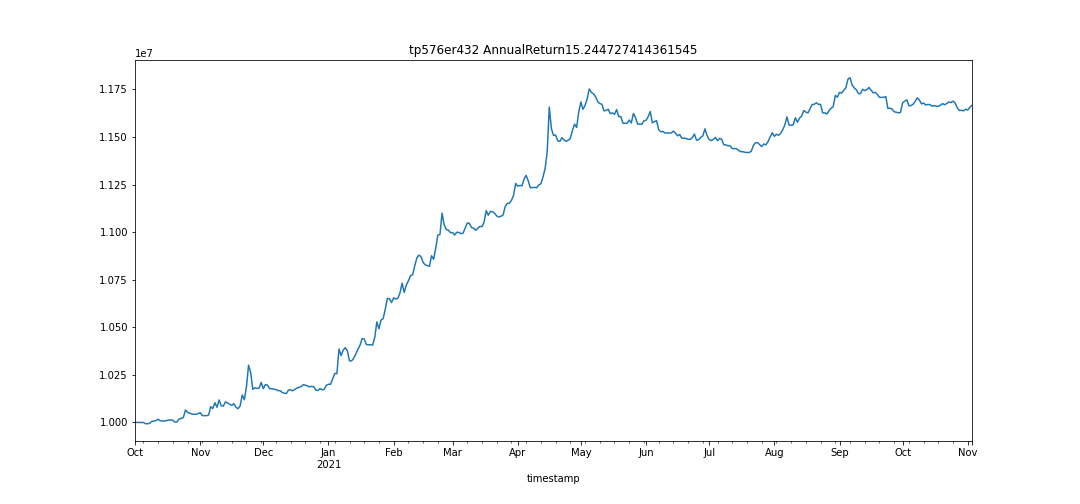 tp576er432 AnnualReturn15.244727414361545
1e7
1.175
1.150
1.125
1.100
1.075
1.050
1.025
1.000
Oct Nov Dec Jan Feb Mar Apr May Jun Jul Aug Sep Oct Nov
2021
timestamp